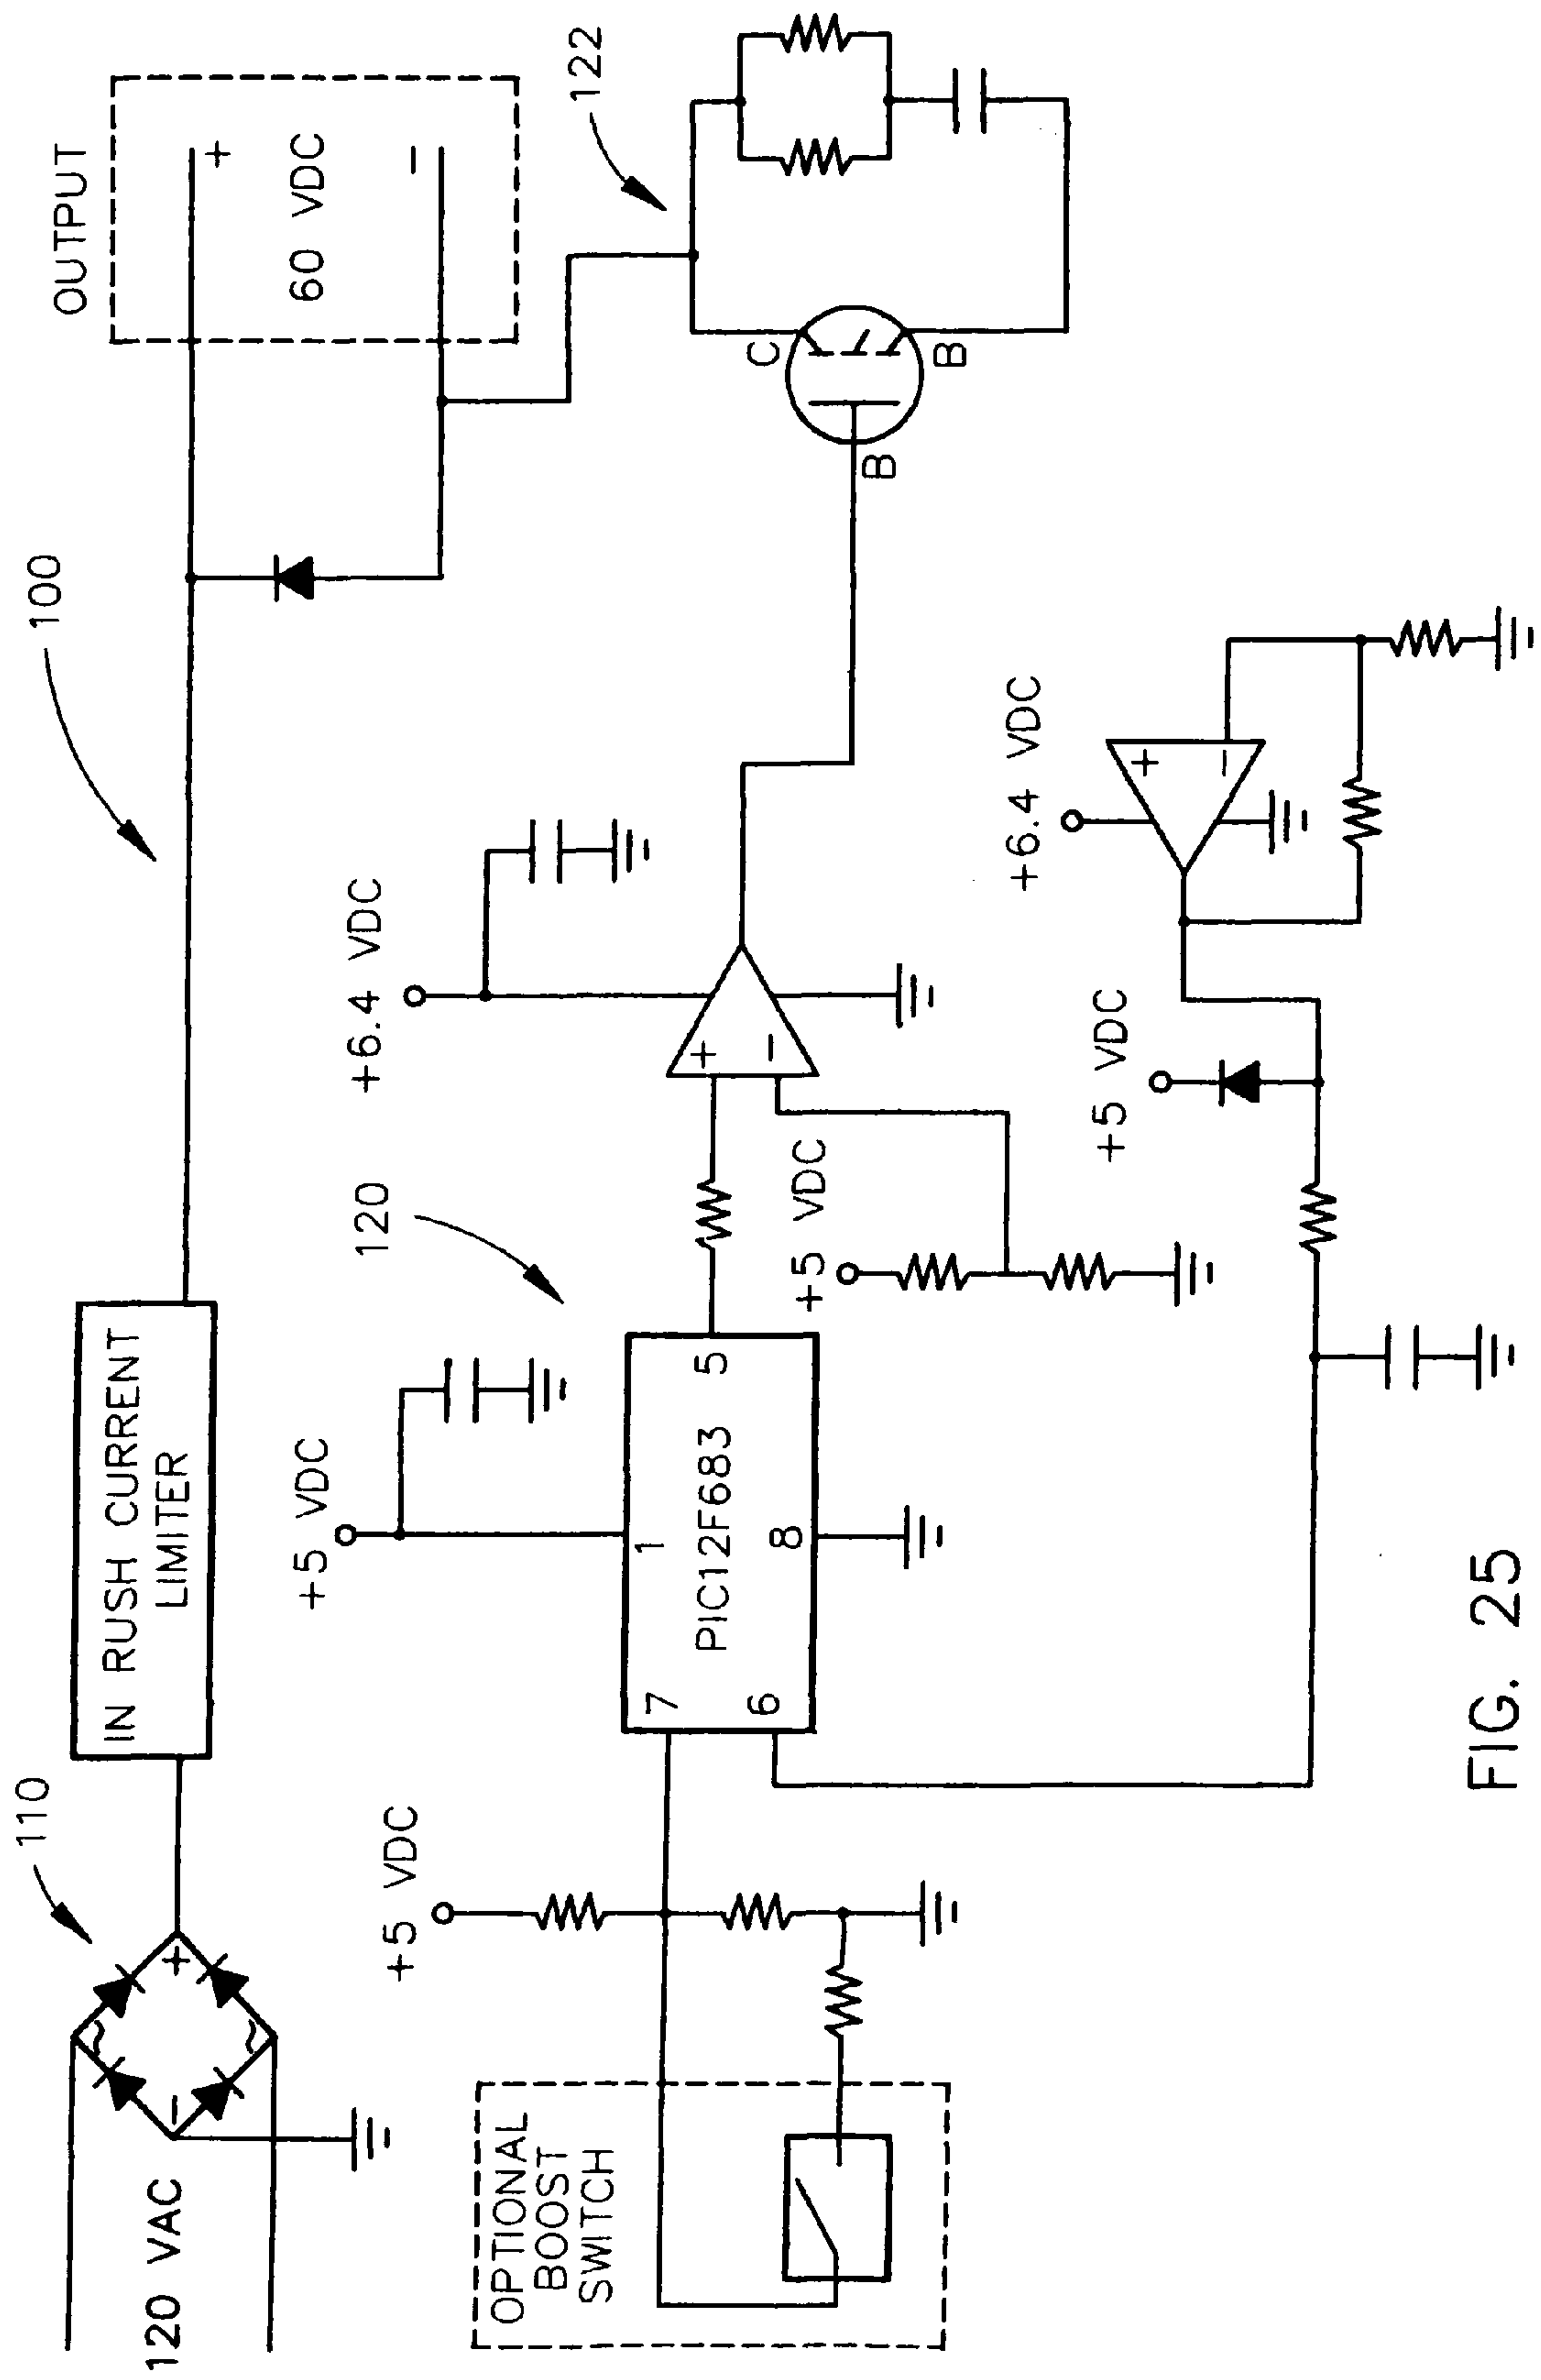 120 VAC
110
IN RUSH CURRENT
LIMITER
100
OUTPUT
+
60 VDC
−
~
~
+
−
OPTIONAL
BOOST
SWITCH
+5 VDC
+5 VDC
7
6
1
8
5
PIC12F683
120
+5 VDC
+6.4 VDC
+
−
B
C
B
122
+5 VDC
+6.4 VDC
+
−
FIG. 25